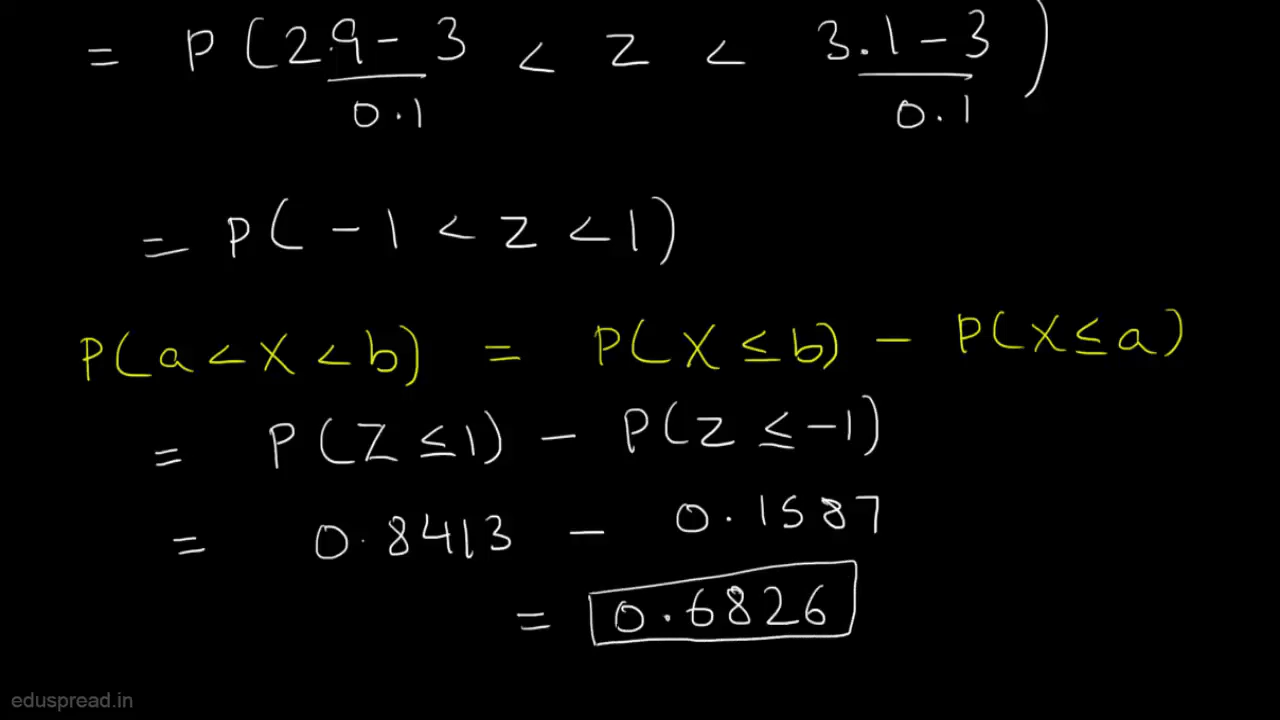 = P(2.9-3/0.1 < Z < 3.1-3/0.1)
= P(-1 < Z < 1)
P(a < X < b) = P(X ≤ b) - P(X ≤ a)
= P(Z ≤ 1) - P(Z ≤ -1)
= 0.8413 - 0.1587
= 0.6826
eduspread.in